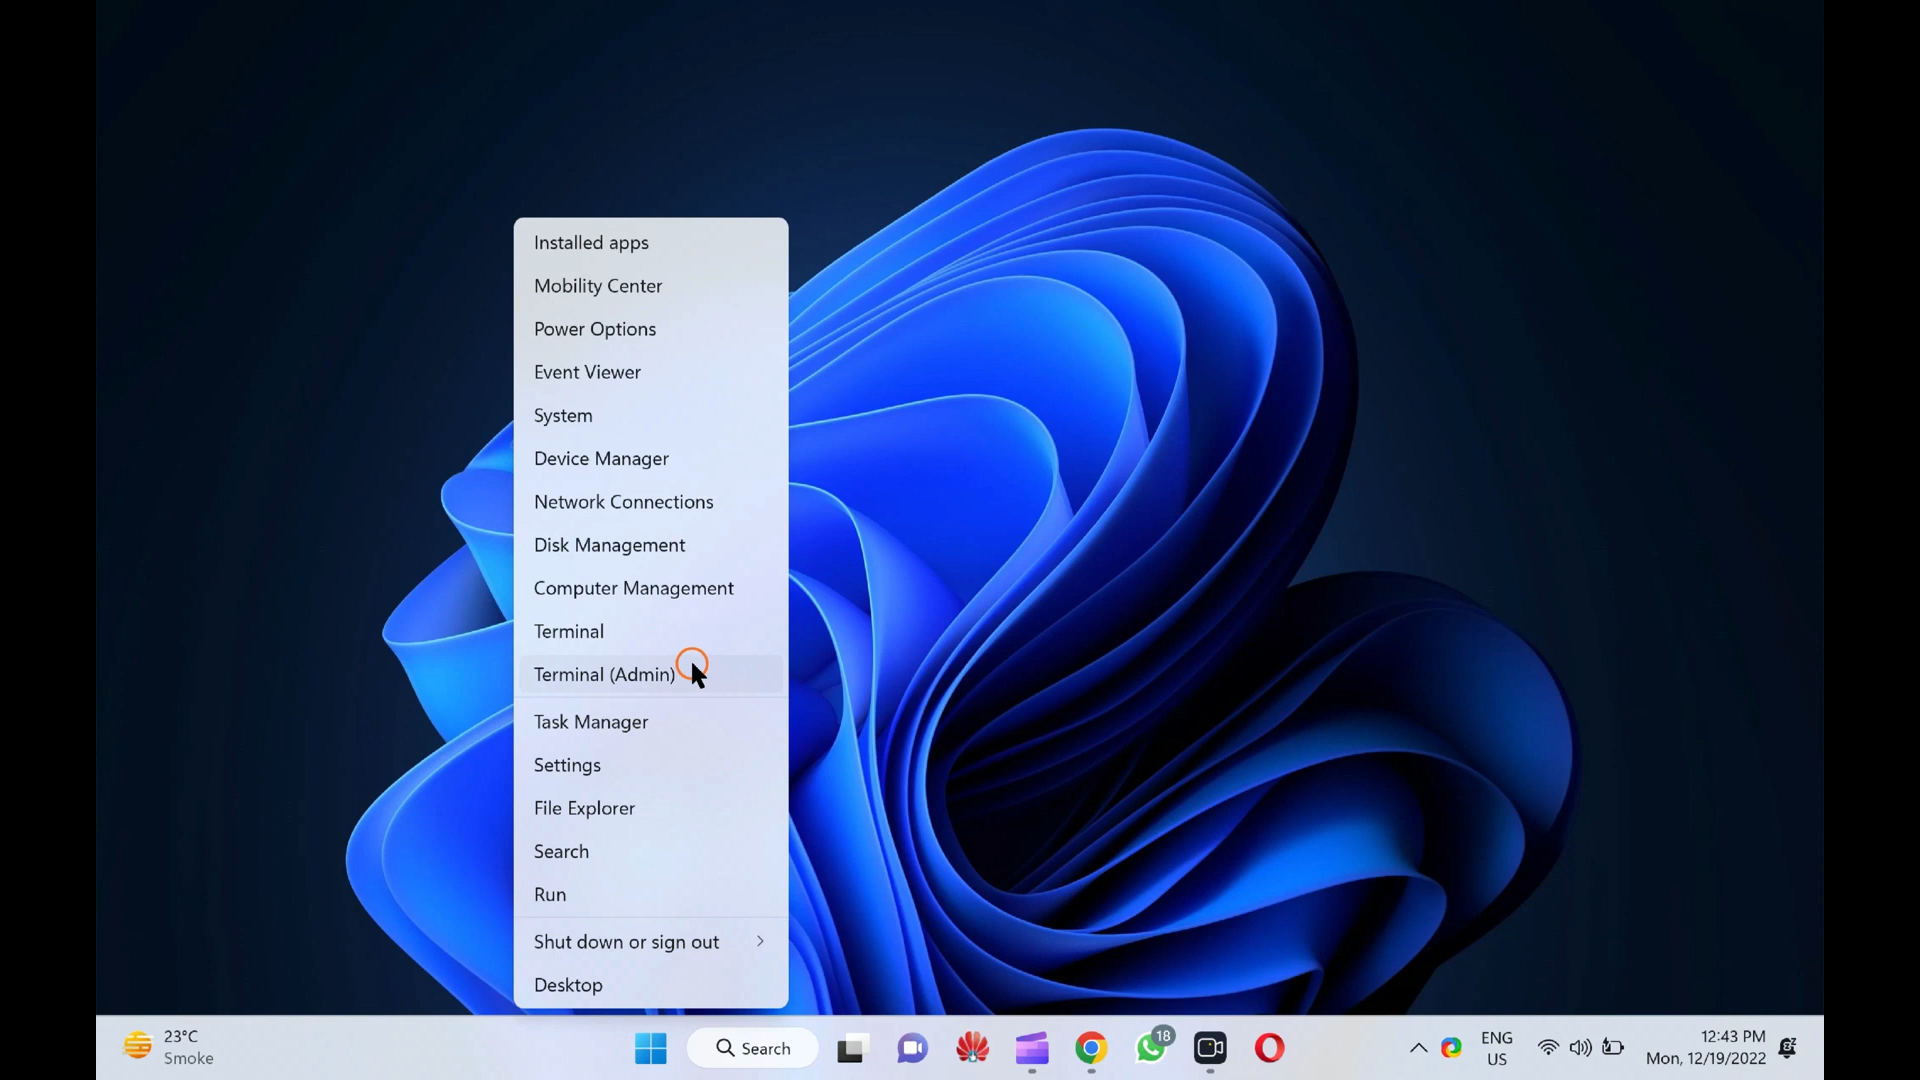 Installed apps
Mobility Center
Power Options
Event Viewer
System
Device Manager
Network Connections
Disk Management
Computer Management
Terminal
Terminal (Admin)
Task Manager
Settings
File Explorer
Search
Run
Shut down or sign out
Desktop
23°C
Smoke
Search
18
ENG
US
12:43 PM
Mon, 12/19/2022